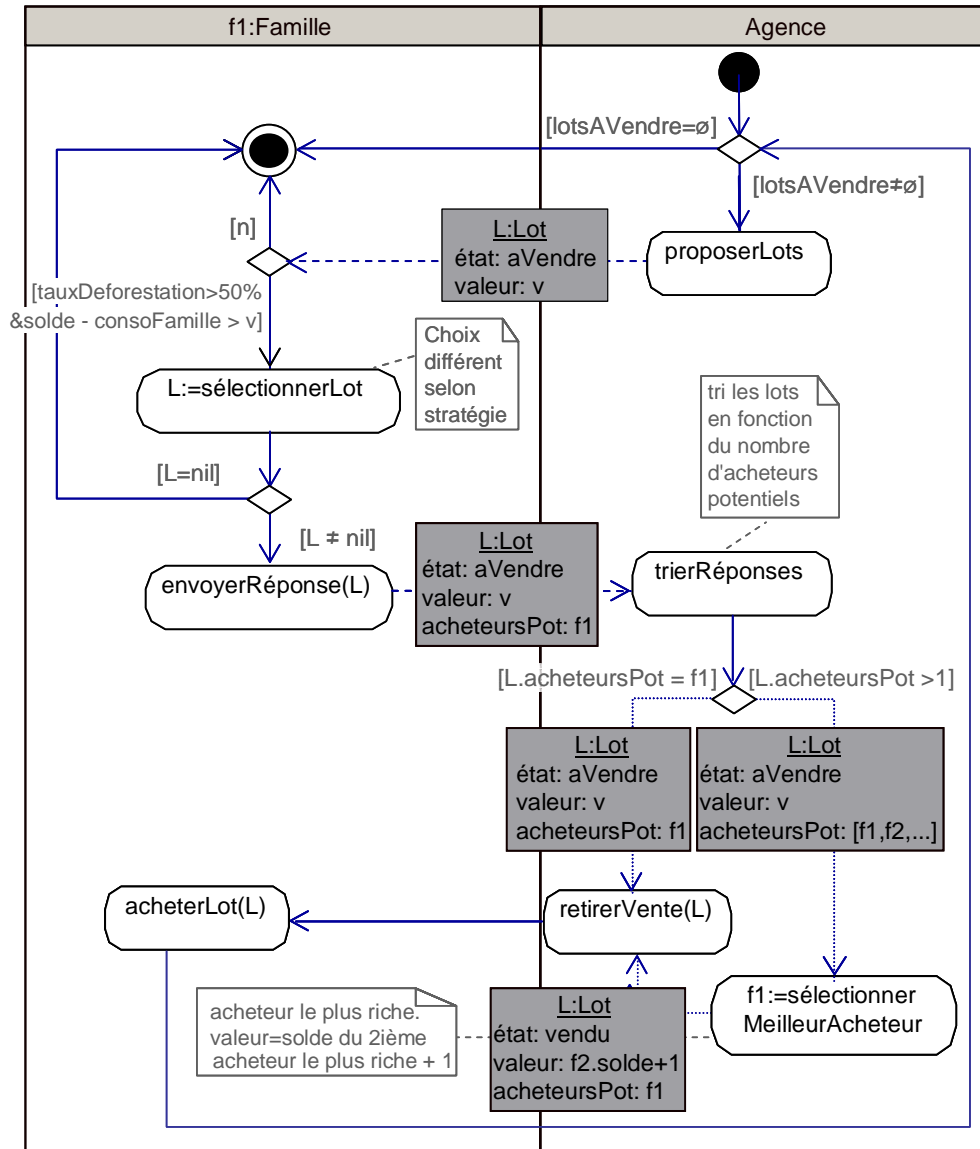 f1:Famille
Agence
[lotsAVendre=ø]
[lotsAVendre≠ø]
[n]
L:Lot
état: aVendre
valeur: v
proposerLots
[tauxDeforestation>50%
&solde - consoFamille > v]
Choix
différent
selon
stratégie
L:=sélectionnerLot
tri les lots
en fonction
du nombre
d'acheteurs
potentiels
[L=nil]
[L ≠ nil]
envoyerRéponse(L)
L:Lot
état: aVendre
valeur: v
acheteursPot: f1
trierRéponses
[L.acheteursPot = f1]
[L.acheteursPot >1]
L:Lot
état: aVendre
valeur: v
acheteursPot: f1
L:Lot
état: aVendre
valeur: v
acheteursPot: [f1,f2,...]
acheterLot(L)
retirerVente(L)
acheteur le plus riche.
valeur=solde du 2ième
acheteur le plus riche + 1
L:Lot
état: vendu
valeur: f2.solde+1
acheteursPot: f1
f1:=sélectionner
MeilleurAcheteur